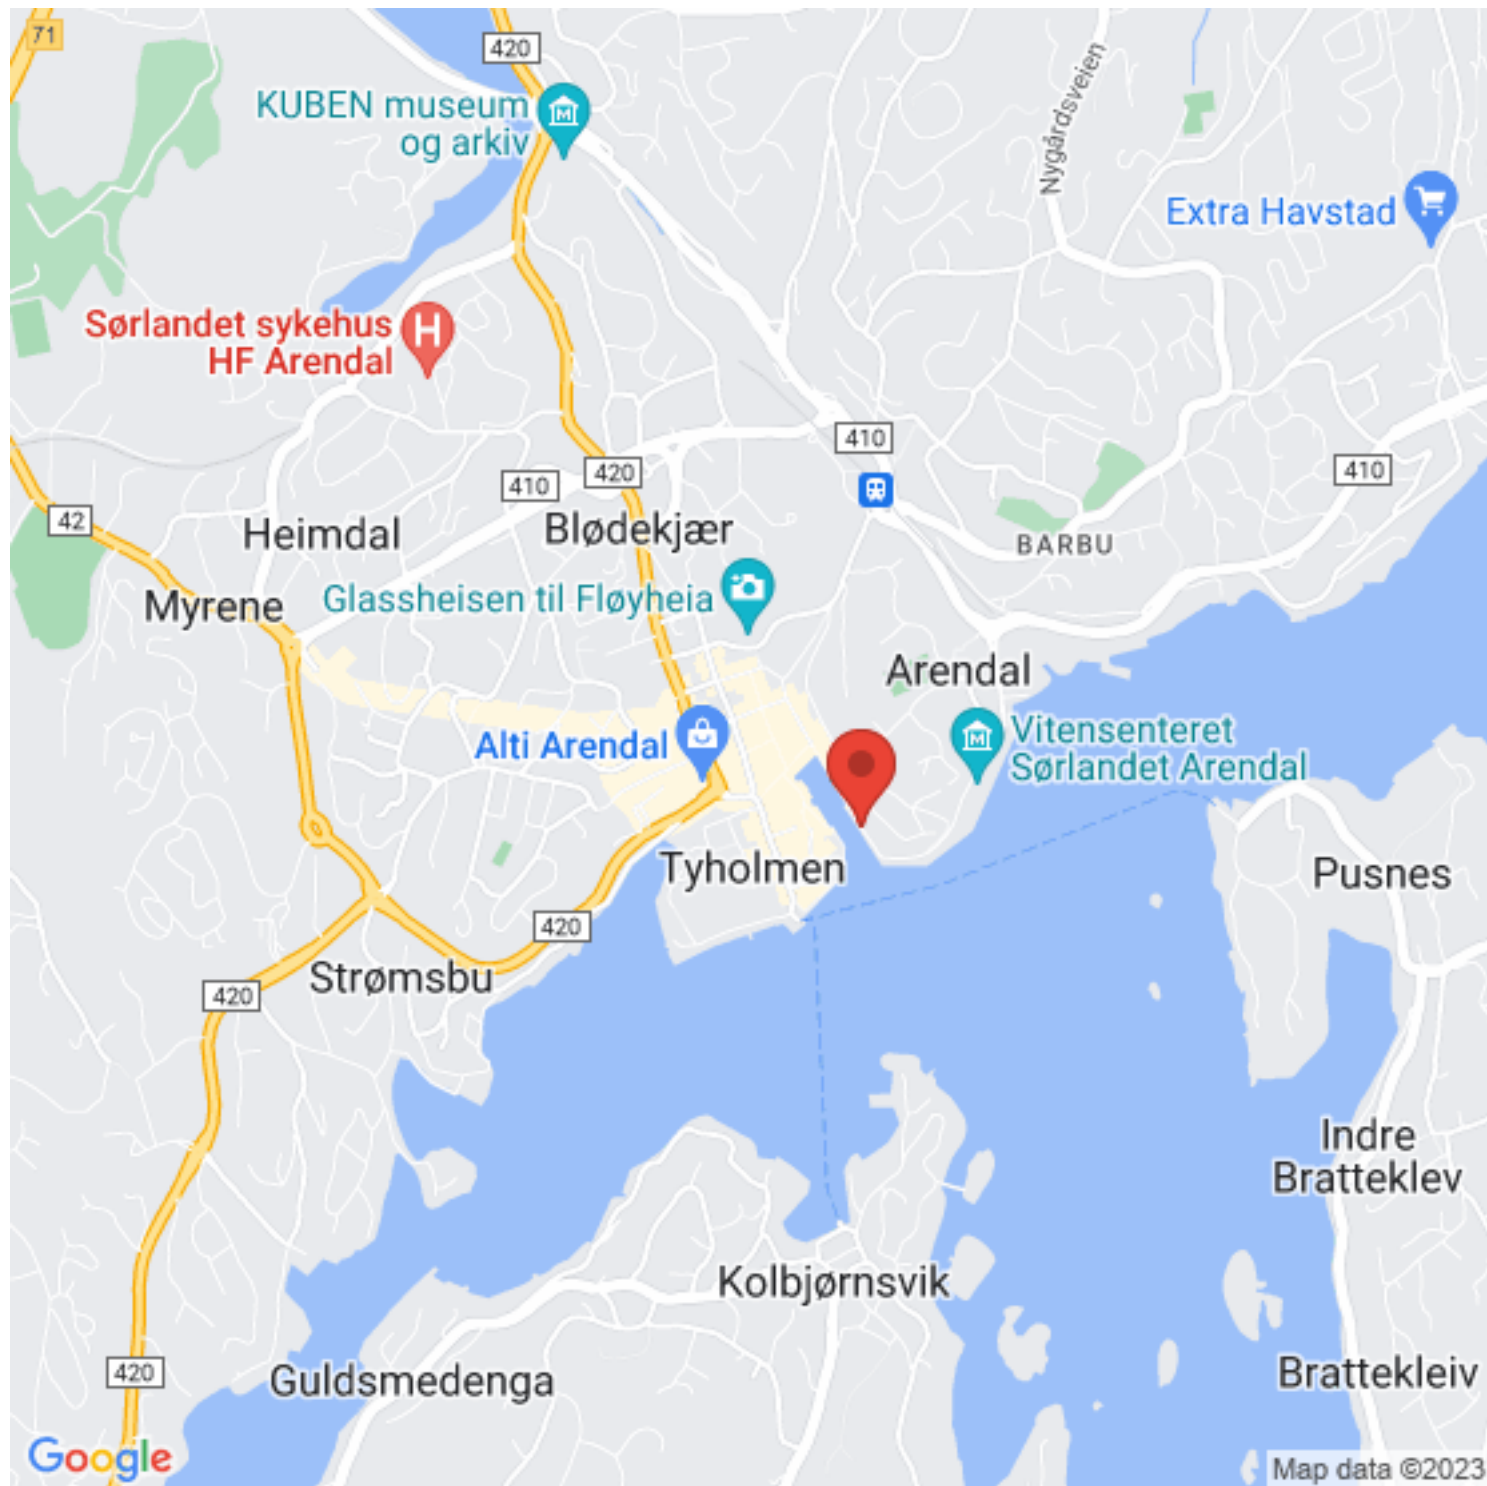 71
420
KUBEN museum
og arkiv
Nygårdsveien
Extra Havstad
Sørlandet sykehus
HF Arendal
H
410
420
410
410
42
Heimdal
Blødekjær
BARBU
Myrene
Glassheisen til Fløyheia
Arendal
Alti Arendal
Vitensenteret
Sørlandet Arendal
Tyholmen
Pusnes
420
Strømsbu
420
Indre
Bratteklev
Kolbjørnsvik
420
Guldsmedenga
Brattekleiv
Google
Map data ©2023